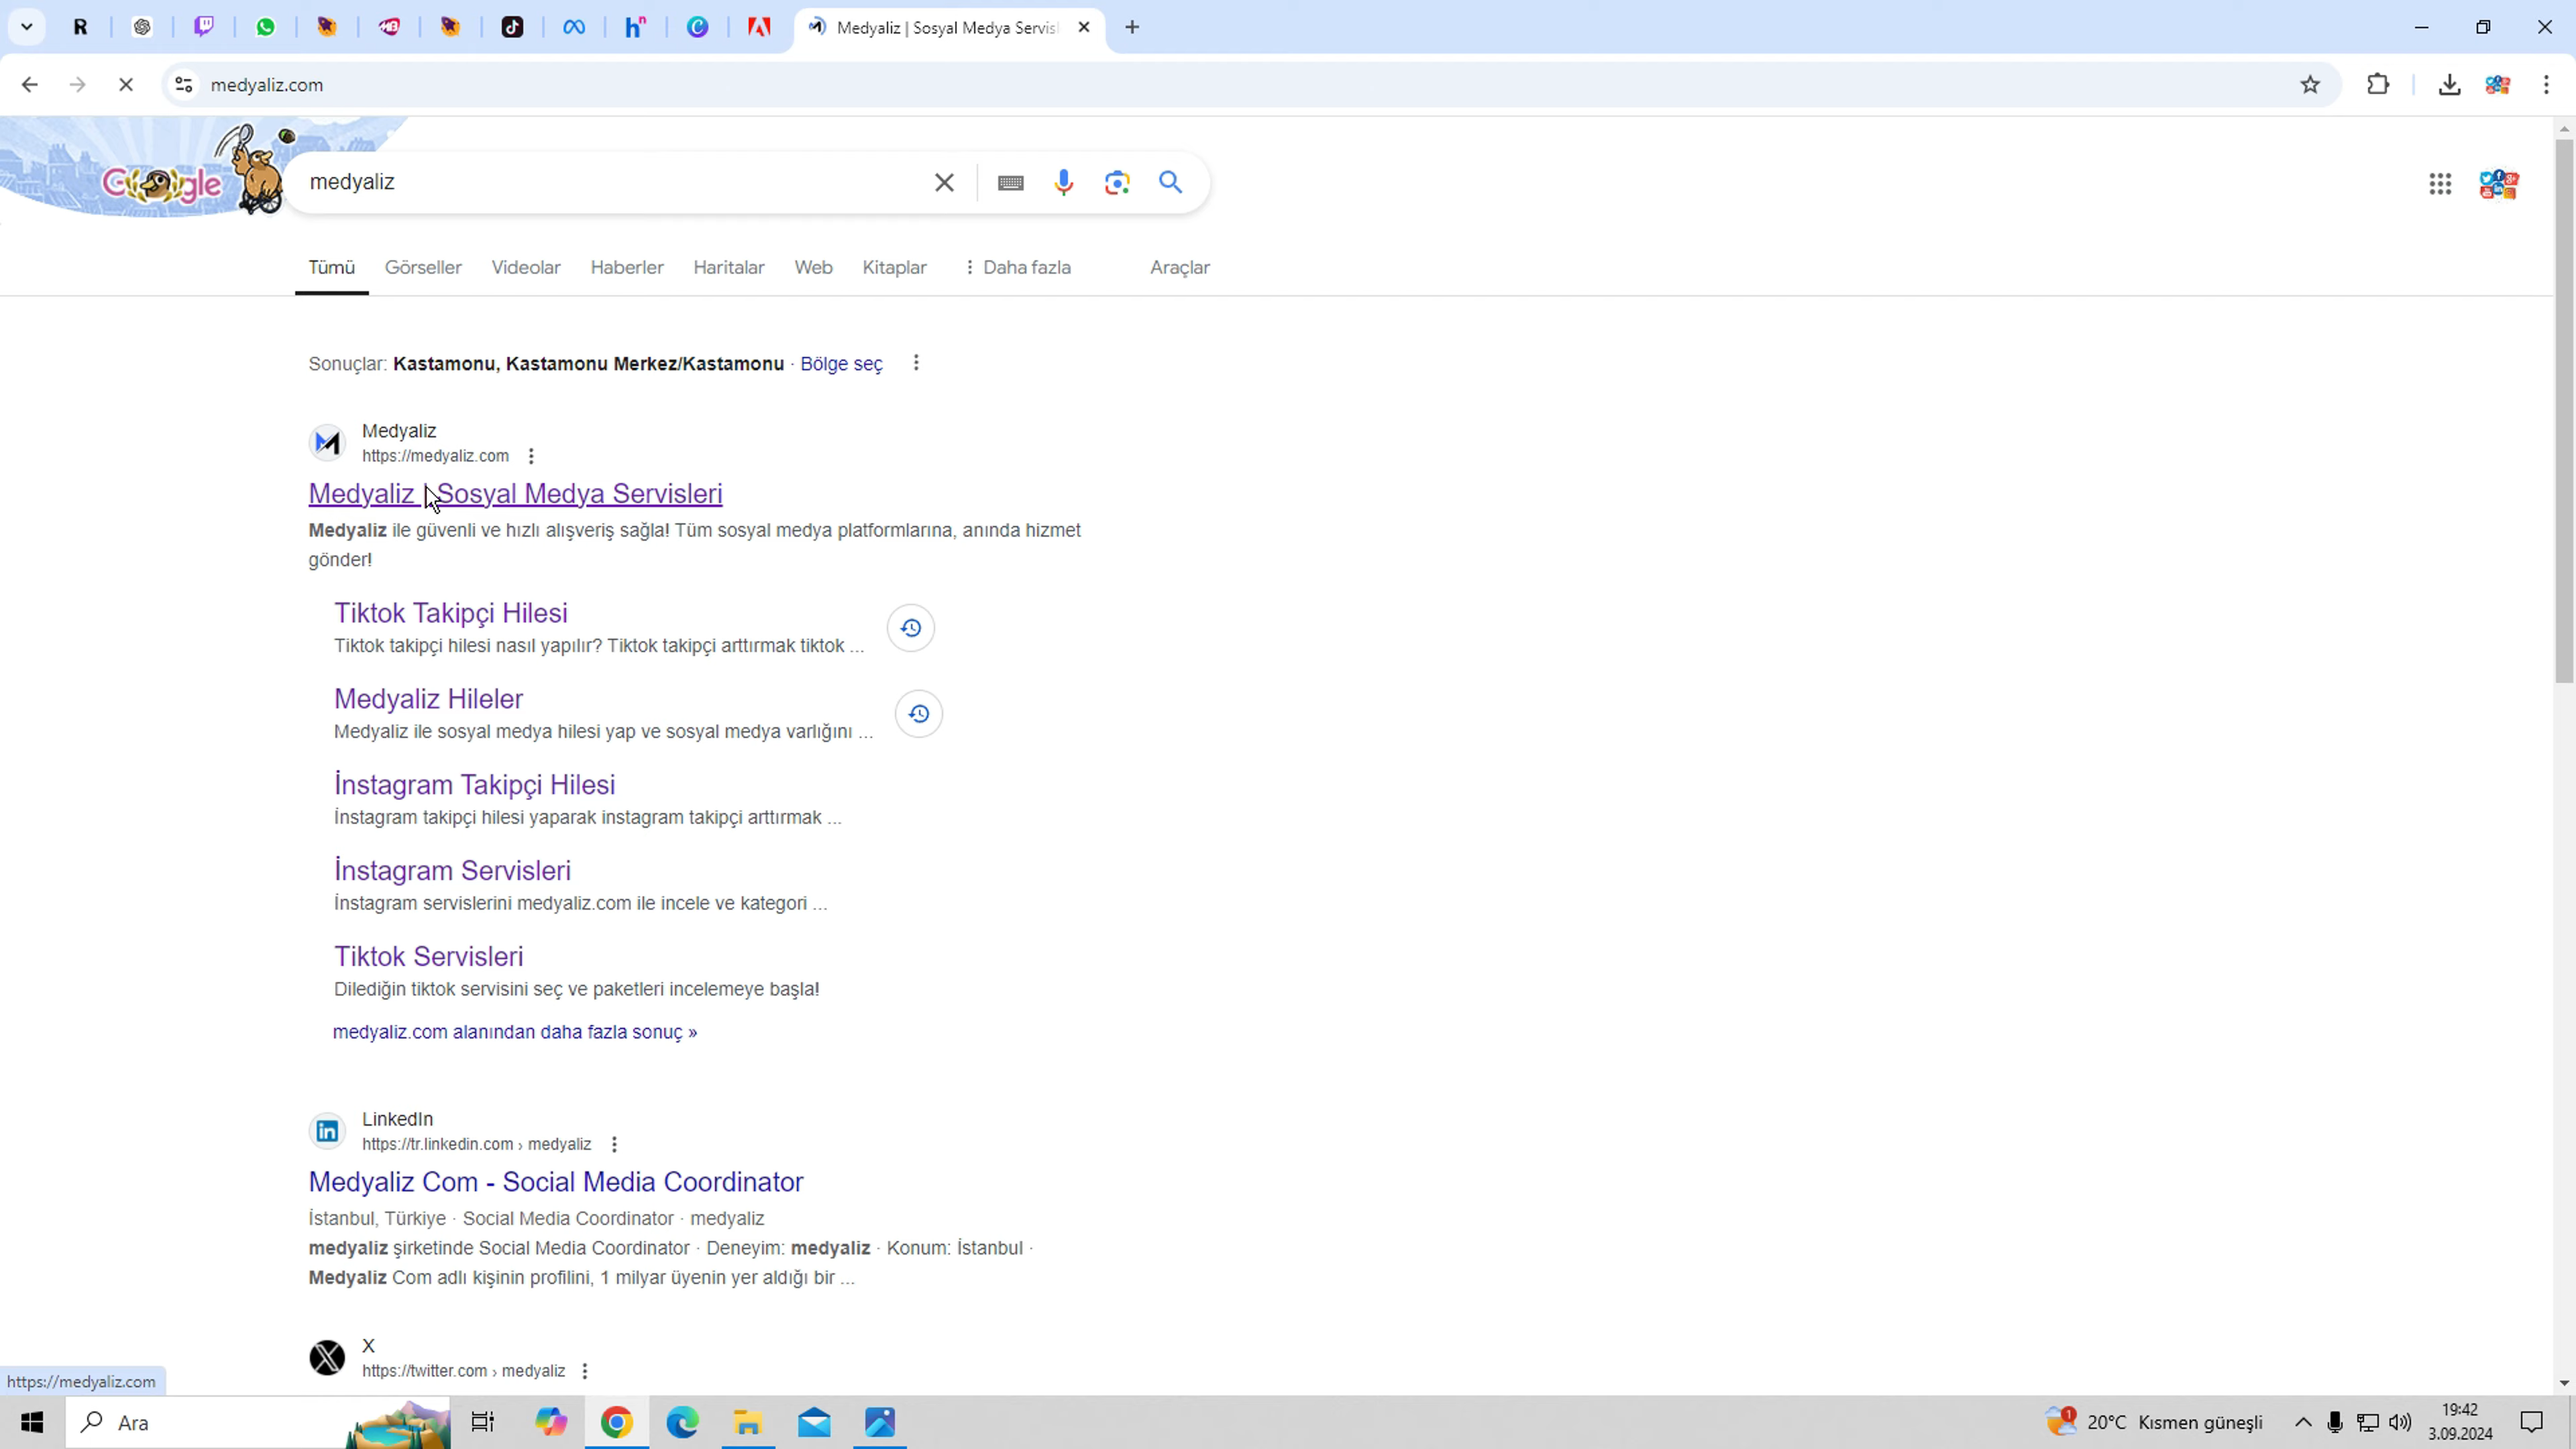 Medyaliz | Sosyal Medya Servisl
medyaliz.com
Google
medyaliz
Tümü
Görseller
Videolar
Haberler
Haritalar
Web
Kitaplar
Daha fazla
Araçlar
Sonuçlar: Kastamonu, Kastamonu Merkez/Kastamonu · Bölge seç
Medyaliz
https://medyaliz.com
Medyaliz | Sosyal Medya Servisleri
Medyaliz ile güvenli ve hızlı alışveriş sağla! Tüm sosyal medya platformlarına, anında hizmet
gönder!
Tiktok Takipçi Hilesi
Tiktok takipçi hilesi nasıl yapılır? Tiktok takipçi arttırmak tiktok ...
Medyaliz Hileler
Medyaliz ile sosyal medya hilesi yap ve sosyal medya varlığını ...
İnstagram Takipçi Hilesi
İnstagram takipçi hilesi yaparak instagram takipçi arttırmak ...
İnstagram Servisleri
İnstagram servislerini medyaliz.com ile incele ve kategori ...
Tiktok Servisleri
Dilediğin tiktok servisini seç ve paketleri incelemeye başla!
medyaliz.com alanından daha fazla sonuç »
LinkedIn
https://tr.linkedin.com › medyaliz
Medyaliz Com - Social Media Coordinator
İstanbul, Türkiye · Social Media Coordinator · medyaliz
medyaliz şirketinde Social Media Coordinator · Deneyim: medyaliz · Konum: İstanbul ·
Medyaliz Com adlı kişinin profilini, 1 milyar üyenin yer aldığı bir ...
X
https://twitter.com › medyaliz
https://medyaliz.com
Ara
1
20°C Kısmen güneşli
19:42
3.09.2024